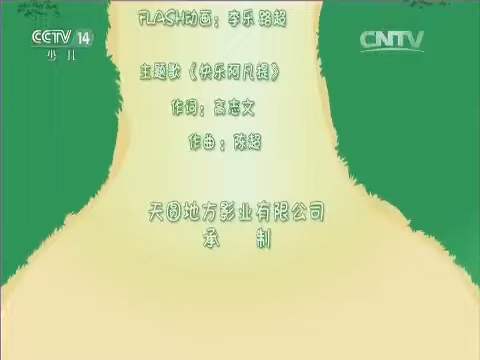 CCTV 14
少儿
CNTV
FLASH动画：李乐 路超
主题歌《快乐阿凡提》
作词：高志文
作曲：陈超
天圆地方影业有限公司
承 制